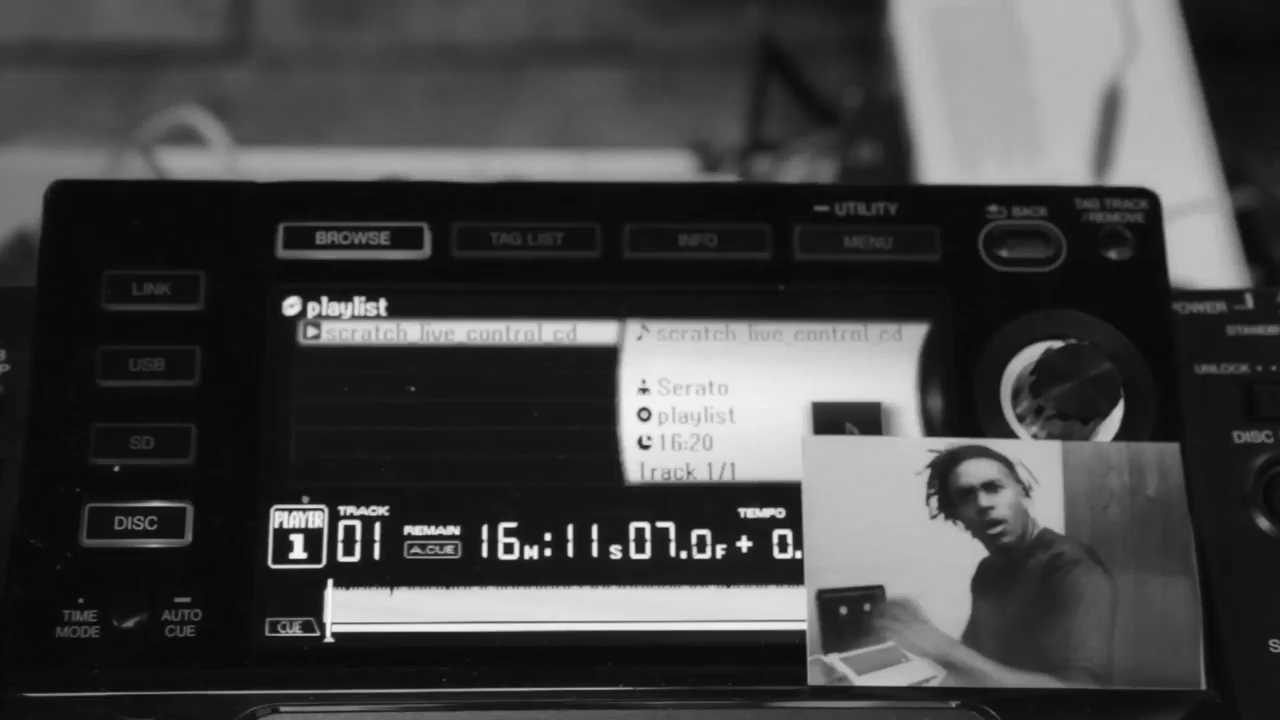 UTILITY
BACK
TAG TRACK
/REMOVE
BROWSE
TAG LIST
INFO
MENU
LINK
USB
SD
DISC
TIME
MODE
AUTO
CUE
playlist
scratch_live_control_cd
scratch_live_control_cd
Serato
playlist
16:20
Track 1/1
PLAYER
1
TRACK
01
REMAIN
A.CUE
16M:11S07.0F
TEMPO
+ 0.
CUE
POWER
UNLOCK
DISC